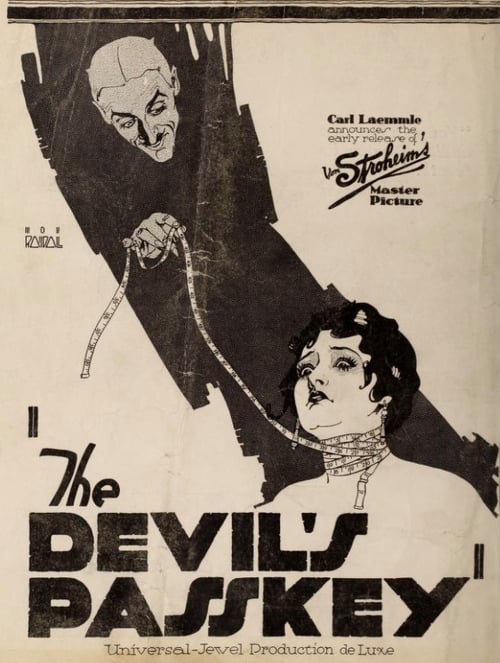 Carl Laemmle
announces the
early release of
Von Stroheim's
Master
Picture
"The
DEVIL'S
PASSKEY"
Universal-Jewel Production de Luxe